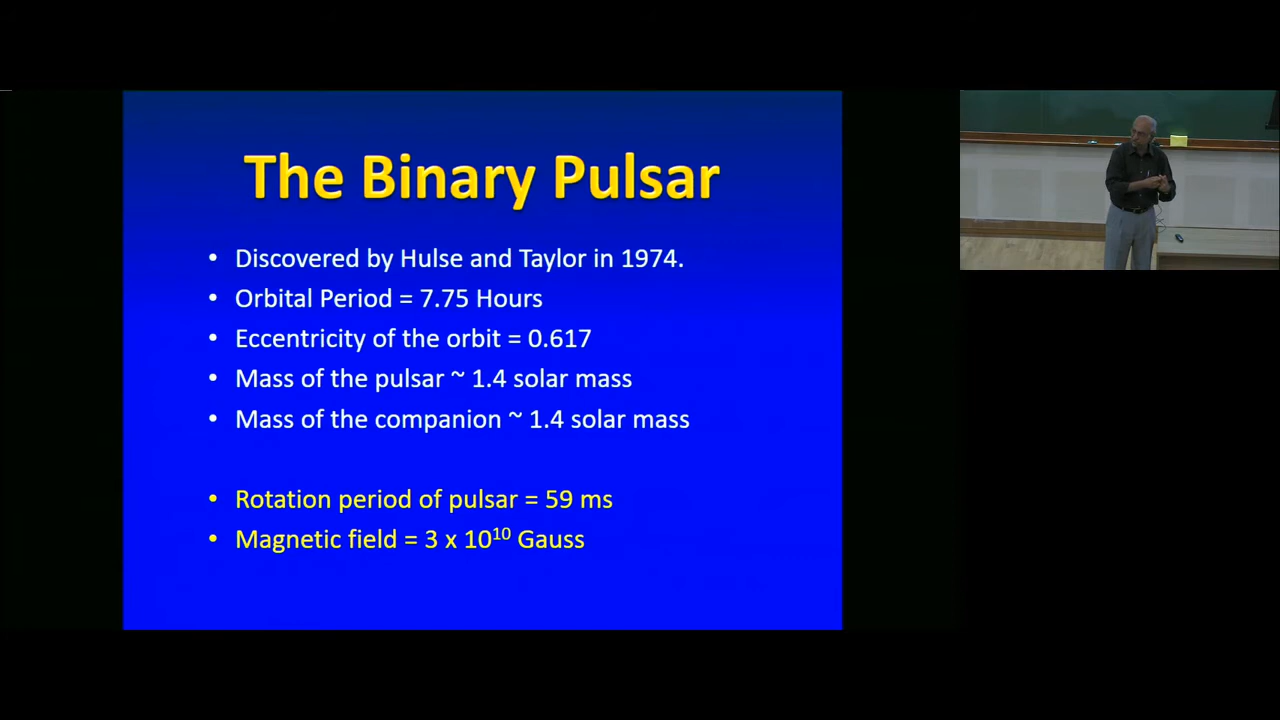 The Binary Pulsar
• Discovered by Hulse and Taylor in 1974.
• Orbital Period = 7.75 Hours
• Eccentricity of the orbit = 0.617
• Mass of the pulsar ~ 1.4 solar mass
• Mass of the companion ~ 1.4 solar mass
• Rotation period of pulsar = 59 ms
• Magnetic field = 3 x 10¹⁰ Gauss